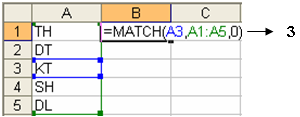 A B C
1 TH =MATCH(A3,A1:A5,0) 3
2 DT
3 KT
4 SH
5 DL